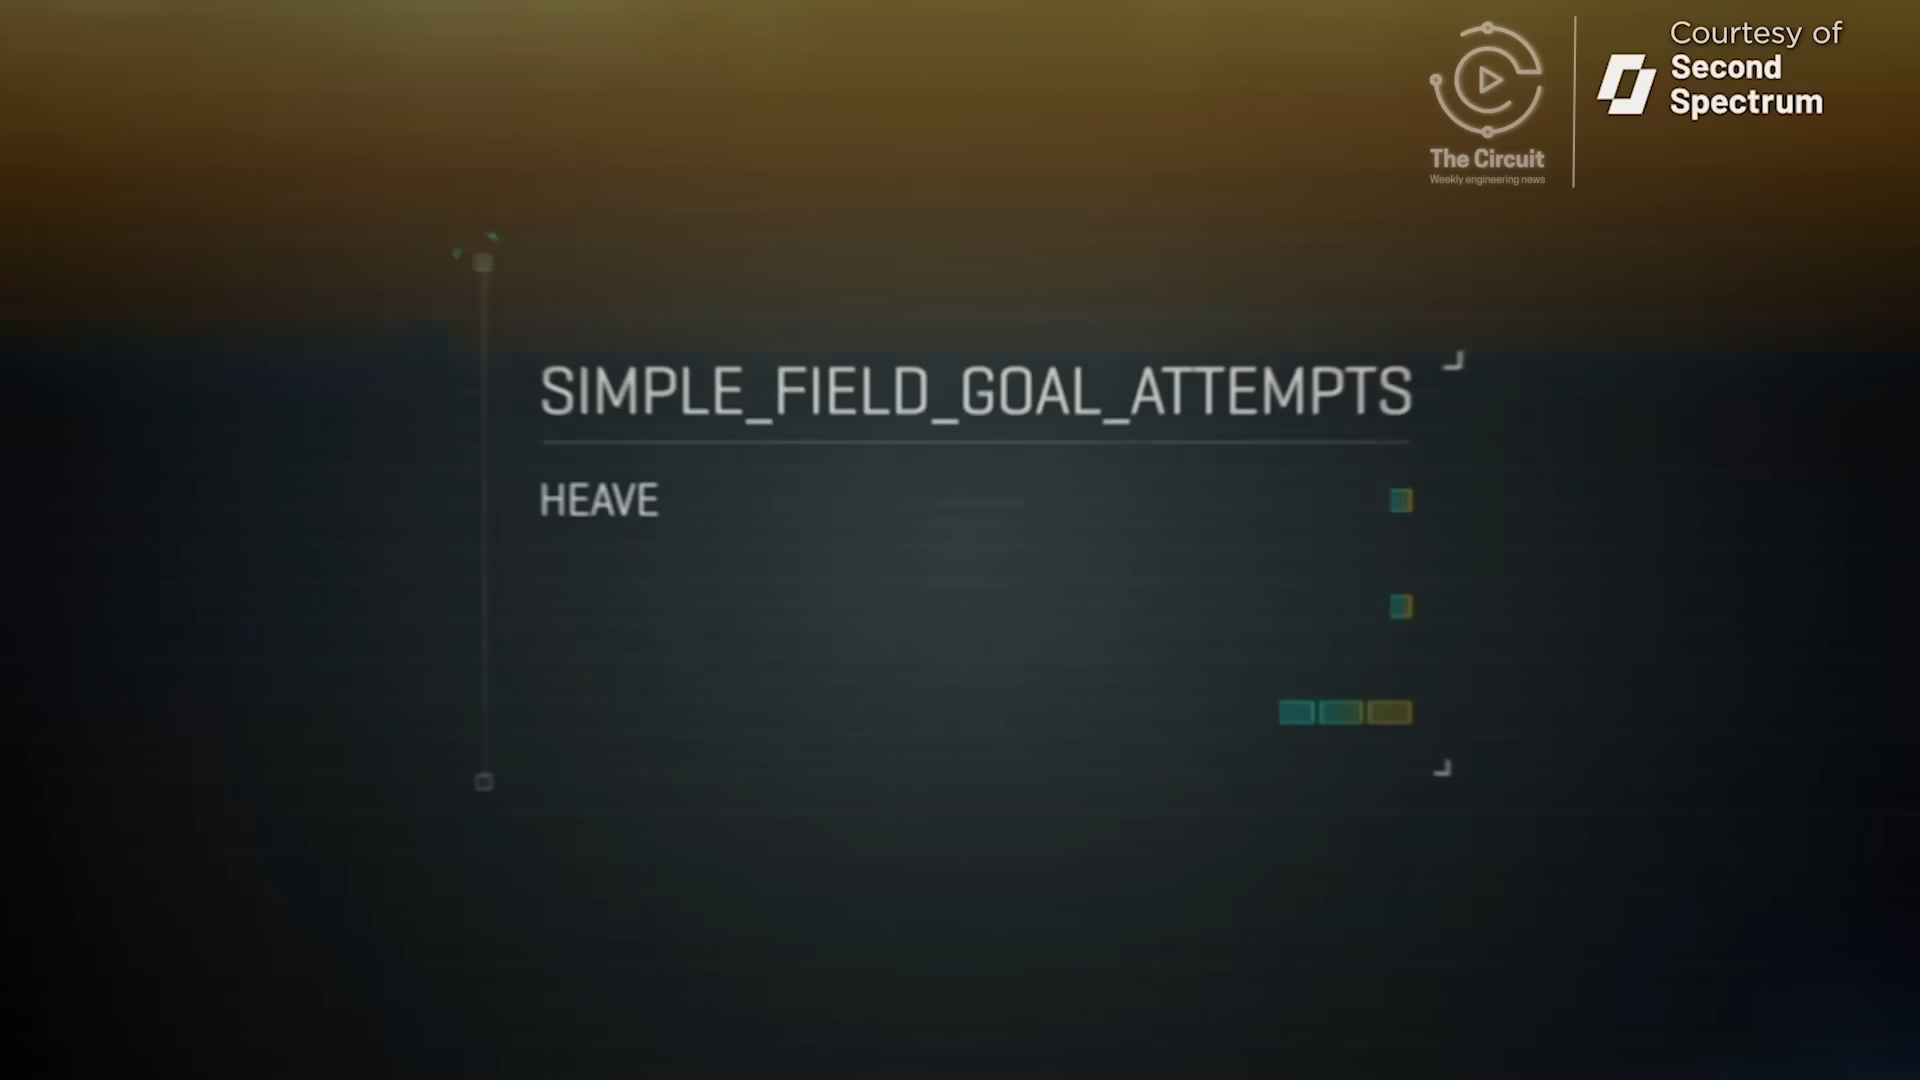 Courtesy of
Second
Spectrum
The Circuit
Weekly engineering news
SIMPLE_FIELD_GOAL_ATTEMPTS
HEAVE